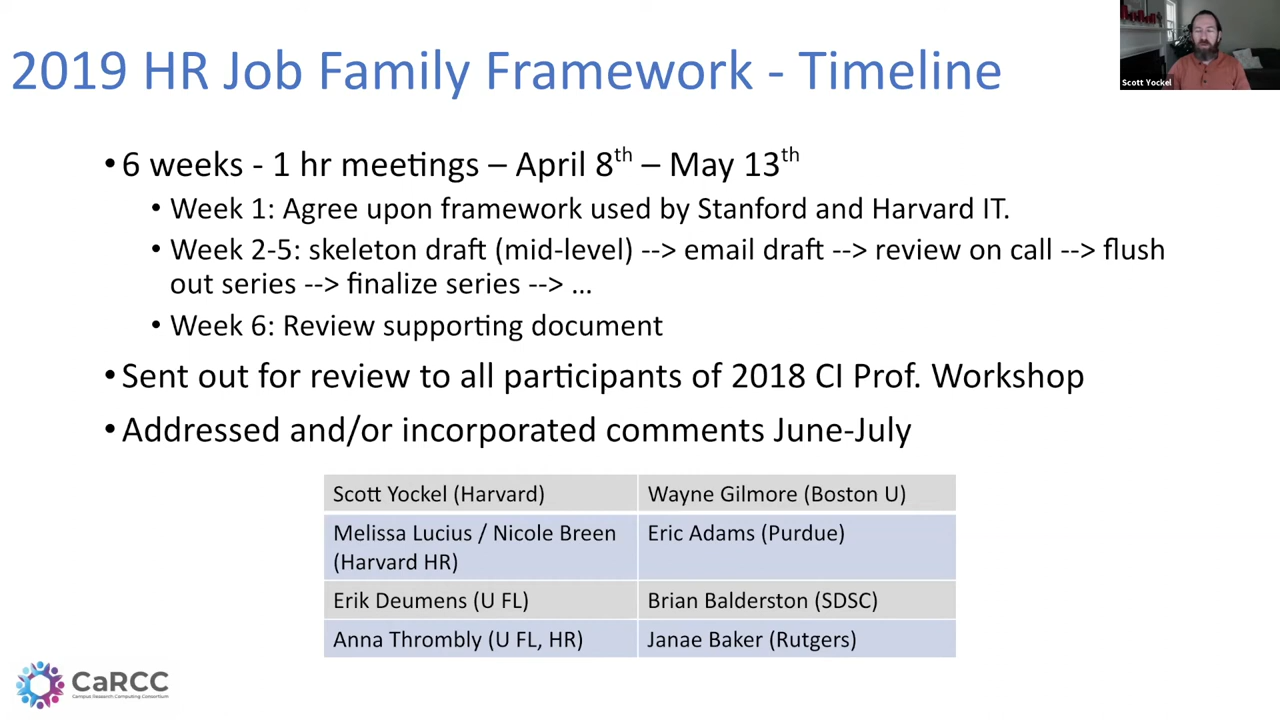 2019 HR Job Family Framework - Timeline
Scott Yockel
• 6 weeks - 1 hr meetings – April 8th – May 13th
• Week 1: Agree upon framework used by Stanford and Harvard IT.
• Week 2-5: skeleton draft (mid-level) --> email draft --> review on call --> flush
out series --> finalize series --> ...
• Week 6: Review supporting document
• Sent out for review to all participants of 2018 CI Prof. Workshop
• Addressed and/or incorporated comments June-July
Scott Yockel (Harvard) Wayne Gilmore (Boston U)
Melissa Lucius / Nicole Breen Eric Adams (Purdue)
(Harvard HR)
Erik Deumens (U FL) Brian Balderston (SDSC)
Anna Thrombly (U FL, HR) Janae Baker (Rutgers)
CaRCC
Campus Research Computing Consortium